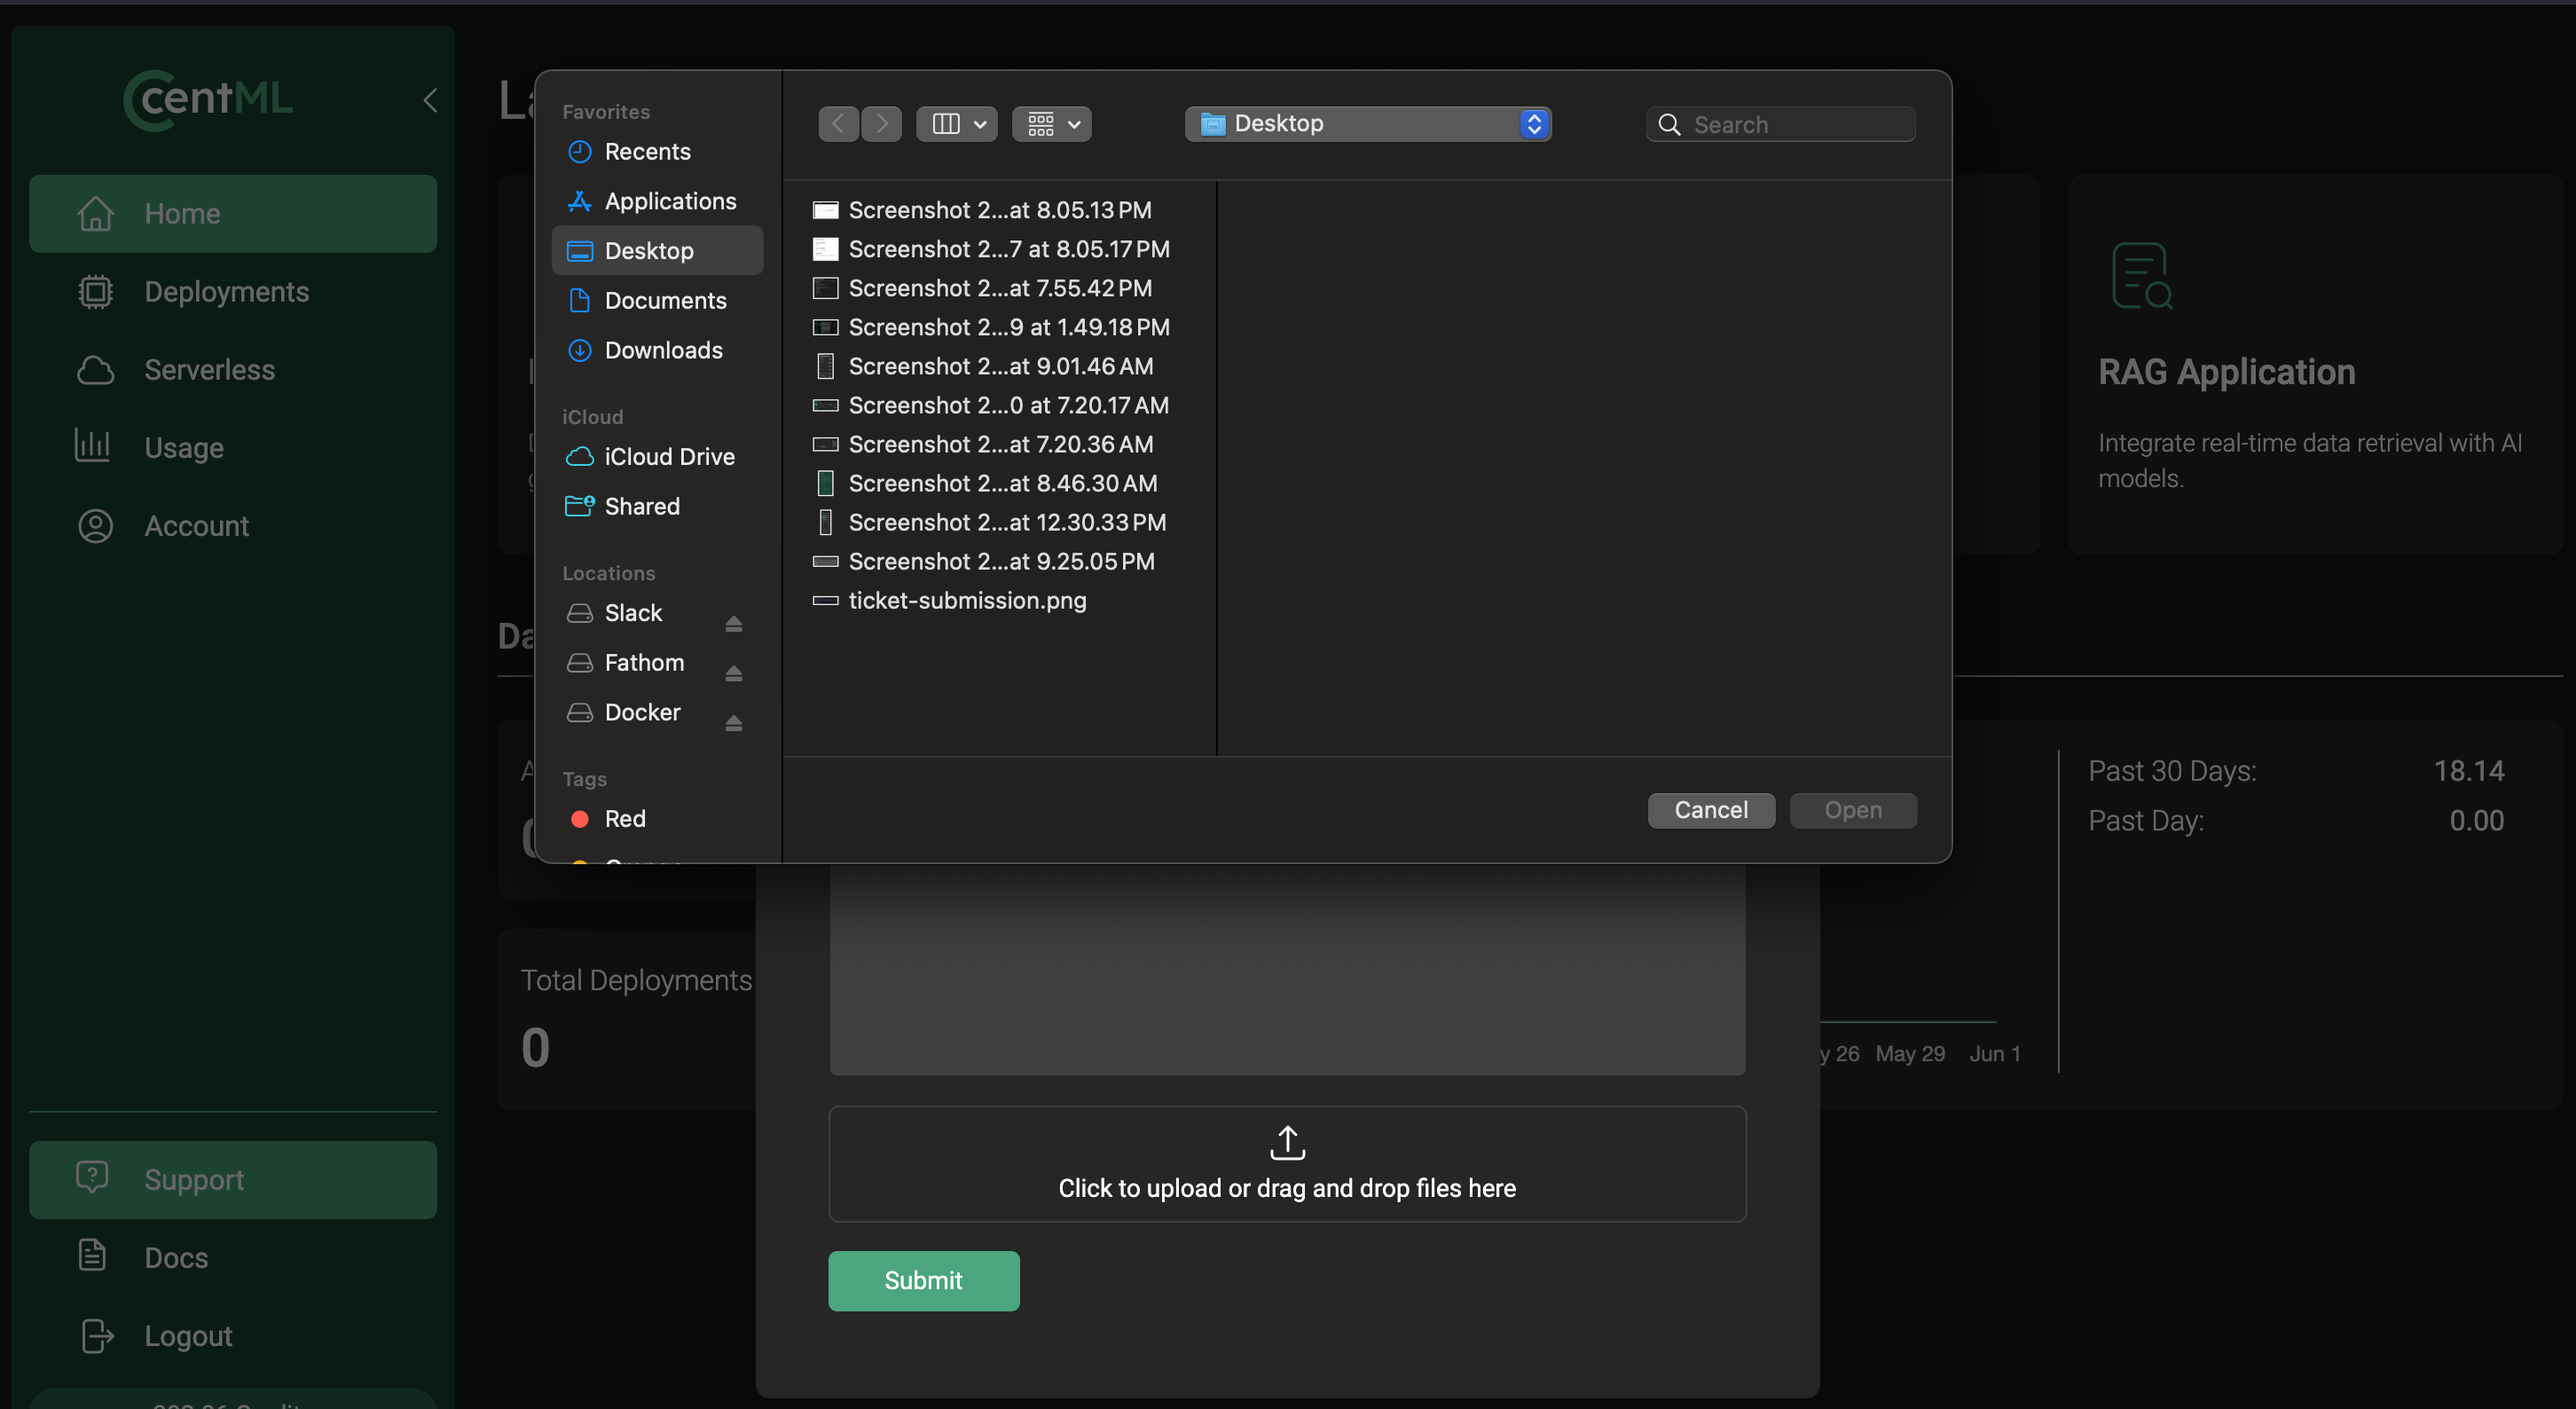 centML
Home
Deployments
Serverless
Usage
Account
Support
Docs
Logout
Favorites
Recents
Applications
Desktop
Documents
Downloads
iCloud
iCloud Drive
Shared
Locations
Slack
Fathom
Docker
Tags
Red
Desktop
Search
Screenshot 2...at 8.05.13 PM
Screenshot 2...7 at 8.05.17 PM
Screenshot 2...at 7.55.42 PM
Screenshot 2...9 at 1.49.18 PM
Screenshot 2...at 9.01.46 AM
Screenshot 2...0 at 7.20.17 AM
Screenshot 2...at 7.20.36 AM
Screenshot 2...at 8.46.30 AM
Screenshot 2...at 12.30.33 PM
Screenshot 2...at 9.25.05 PM
ticket-submission.png
Cancel
Open
RAG Application
Integrate real-time data retrieval with AI
models.
Past 30 Days: 18.14
Past Day: 0.00
Total Deployments
0
y 26 May 29 Jun 1
Click to upload or drag and drop files here
Submit